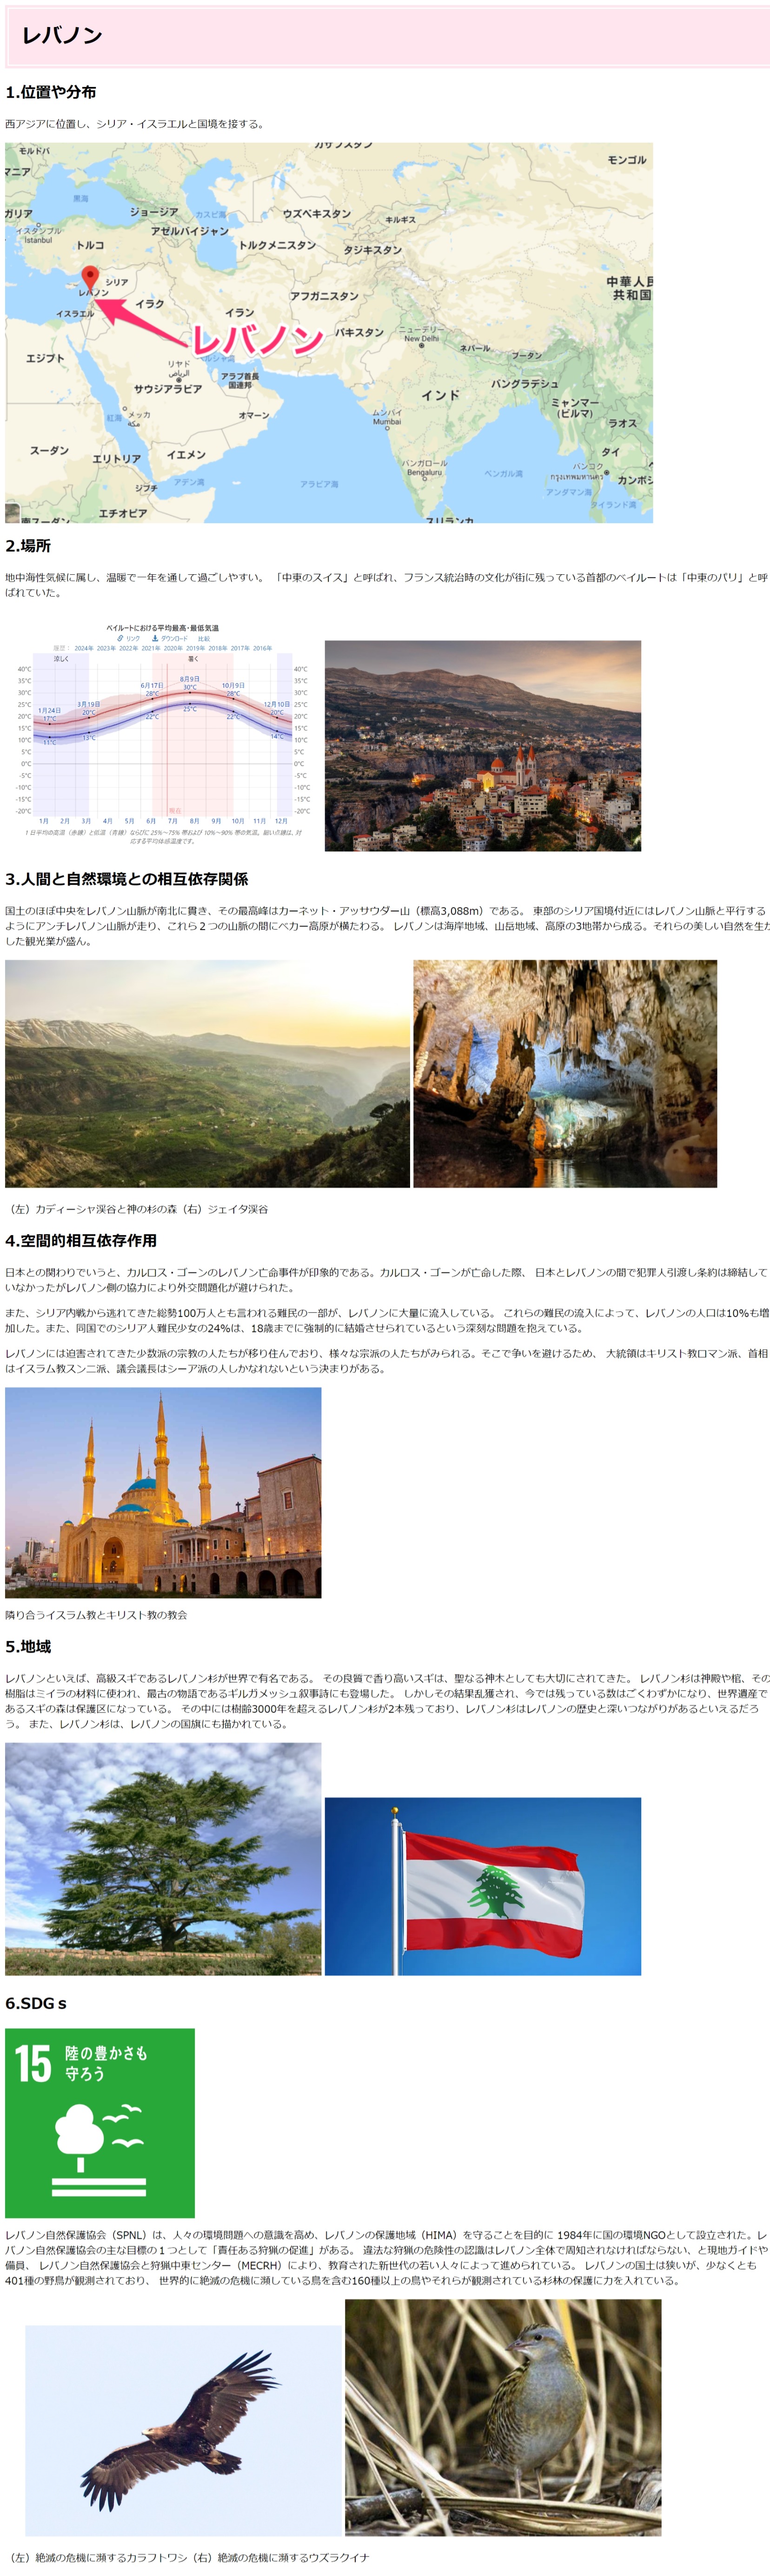 レバノン
1.位置や分布
西アジアに位置し、シリア・イスラエルと国境を接する。
モルドバ
カザフスタン
モンゴル
マニア
黒海
ガリア
ジョージア
カスピ海
ウズベキスタン
キルギス
イスタンブル
Istanbul
アゼルバイジャン
トルコ
トルクメニスタン
タジキスタン
シリア
レバノン
中華人民
共和国
イスラエル
イラク
イラン
アフガニスタン
レバノン
パキスタン
ニューデリー
New Delhi
ネパール
ブータン
エジプト
リヤド
الرياض
ペルシャ湾
サウジアラビア
アラブ首長
国連邦
インド
バングラデシュ
紅海
メッカ
مكة
オマーン
ムンバイ
Mumbai
ミャンマー
(ビルマ)
ラオス
スーダン
エリトリア
イエメン
バンガロール
Bengaluru
ベンガル湾
タイ
バンコク
กรุงเทพมหานคร
カンボジ
アデン湾
ジブチ
アラビア海
アンダマン海
タイランド湾
エチオピア
南スーダン
スリランカ
2.場所
地中海性気候に属し、温暖で一年を通して過ごしやすい。 「中東のスイス」と呼ばれ、フランス統治時の文化が街に残っている首都のベイルートは「中東のパリ」と呼
ばれていた。
ベイルートにおける平均最高・最低気温
リンク ダウンロード 比較
履歴： 2024年 2023年 2022年 2021年 2020年 2019年 2018年 2017年 2016年
涼しく 暑く
40°C 40°C
35°C 35°C
30°C 30°C
25°C 25°C
20°C 20°C
15°C 15°C
10°C 10°C
5°C 5°C
0°C 0°C
-5°C -5°C
-10°C -10°C
-15°C -15°C
-20°C -20°C
1月24日
17°C
11°C
3月19日
20°C
13°C
6月17日
28°C
22°C
8月9日
30°C
25°C
10月9日
28°C
22°C
12月10日
20°C
14°C
現在
1月 2月 3月 4月 5月 6月 7月 8月 9月 10月 11月 12月
1 日平均の高温（赤線）と低温（青線）ならびに 25%～75% 帯および 10%～90% 帯の気温。細い点線は、対
応する平均体感温度です。
3.人間と自然環境との相互依存関係
国土のほぼ中央をレバノン山脈が南北に貫き、その最高峰はカーネット・アッサウダー山（標高3,088m）である。 東部のシリア国境付近にはレバノン山脈と平行する
ようにアンチレバノン山脈が走り、これら２つの山脈の間にベカー高原が横たわる。 レバノンは海岸地域、山岳地域、高原の3地帯から成る。それらの美しい自然を生か
した観光業が盛ん。
（左）カディーシャ渓谷と神の杉の森（右）ジェイタ渓谷
4.空間的相互依存作用
日本との関わりでいうと、カルロス・ゴーンのレバノン亡命事件が印象的である。カルロス・ゴーンが亡命した際、 日本とレバノンの間で犯罪人引渡し条約は締結して
いなかったがレバノン側の協力により外交問題化が避けられた。
また、シリア内戦から逃れてきた総勢100万人とも言われる難民の一部が、レバノンに大量に流入している。 これらの難民の流入によって、レバノンの人口は10％も増
加した。また、同国でのシリア人難民少女の24%は、18歳までに強制的に結婚させられているという深刻な問題を抱えている。
レバノンには迫害されてきた少数派の宗教の人たちが移り住んでおり、様々な宗派の人たちがみられる。そこで争いを避けるため、 大統領はキリスト教ロマン派、首相
はイスラム教スン二派、議会議長はシーア派の人しかなれないという決まりがある。
隣り合うイスラム教とキリスト教の教会
5.地域
レバノンといえば、高級スギであるレバノン杉が世界で有名である。 その良質で香り高いスギは、聖なる神木としても大切にされてきた。 レバノン杉は神殿や棺、その
樹脂はミイラの材料に使われ、最古の物語であるギルガメッシュ叙事詩にも登場した。 しかしその結果乱獲され、今では残っている数はごくわずかになり、世界遺産で
あるスギの森は保護区になっている。 その中には樹齢3000年を超えるレバノン杉が2本残っており、レバノン杉はレバノンの歴史と深いつながりがあるといえるだろ
う。 また、レバノン杉は、レバノンの国旗にも描かれている。
6.SDGｓ
15 陸の豊かさも
守ろう
レバノン自然保護協会（SPNL）は、人々の環境問題への意識を高め、レバノンの保護地域（HIMA）を守ることを目的に 1984年に国の環境NGOとして設立された。レ
バノン自然保護協会の主な目標の１つとして「責任ある狩猟の促進」がある。 違法な狩猟の危険性の認識はレバノン全体で周知されなければならない、と現地ガイドや
備員、 レバノン自然保護協会と狩猟中東センター（MECRH）により、教育された新世代の若い人々によって進められている。 レバノンの国土は狭いが、少なくとも
401種の野鳥が観測されており、 世界的に絶滅の危機に瀕している鳥を含む160種以上の鳥やそれらが観測されている杉林の保護に力を入れている。
（左）絶滅の危機に瀕するカラフトワシ（右）絶滅の危機に瀕するウズラクイナ